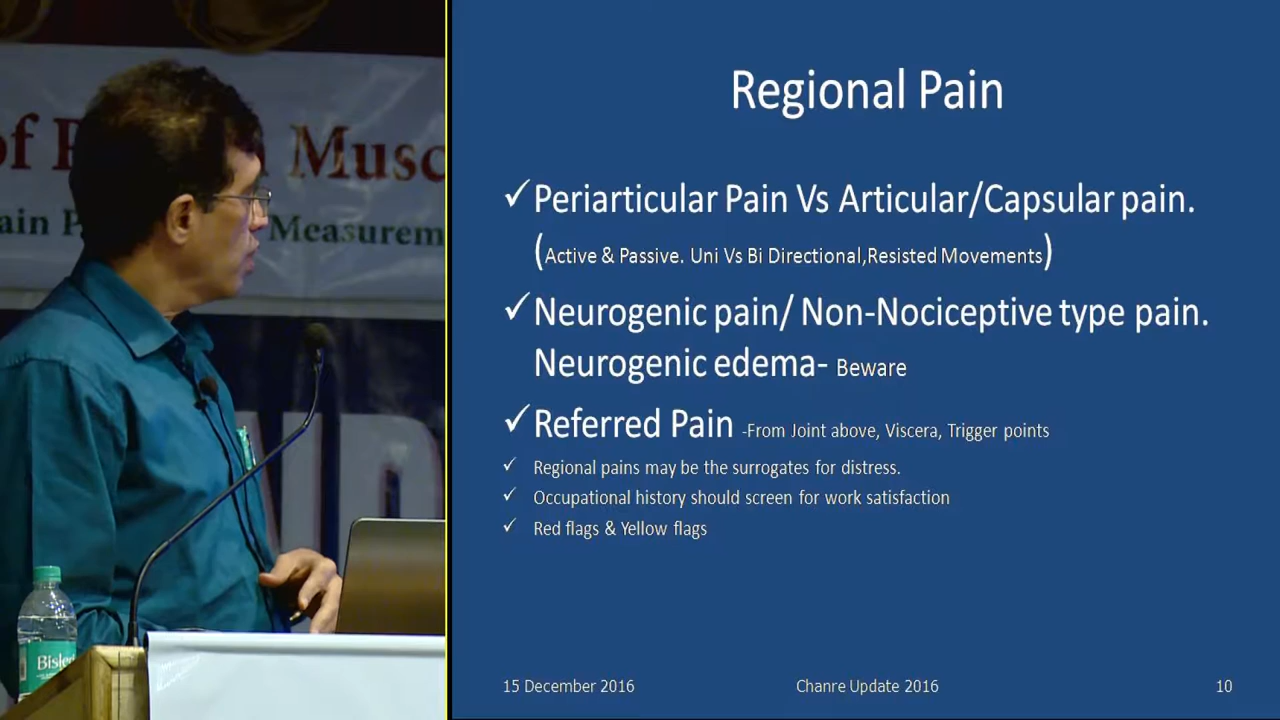 of
Musc
ain
Measurem
Bisle
Regional Pain
✓ Periarticular Pain Vs Articular/Capsular pain.
(Active & Passive. Uni Vs Bi Directional,Resisted Movements)
✓ Neurogenic pain/ Non-Nociceptive type pain.
Neurogenic edema- Beware
✓ Referred Pain -From Joint above, Viscera, Trigger points
✓ Regional pains may be the surrogates for distress.
✓ Occupational history should screen for work satisfaction
✓ Red flags & Yellow flags
15 December 2016 Chanre Update 2016 10